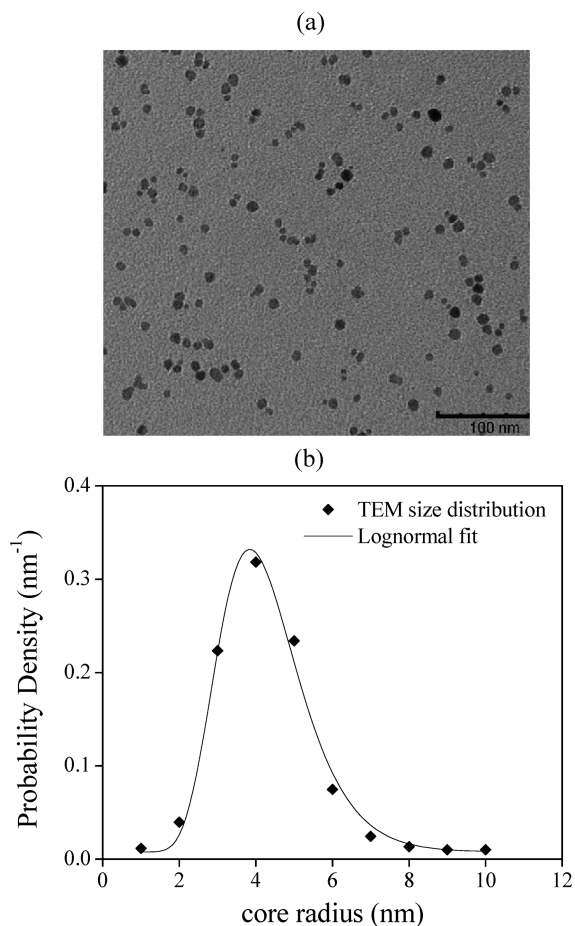 (a)
100 nm
(b)
TEM size distribution
Lognormal fit
Probability Density (nm⁻¹)
0.4
0.3
0.2
0.1
0.0
0 2 4 6 8 10 12
core radius (nm)